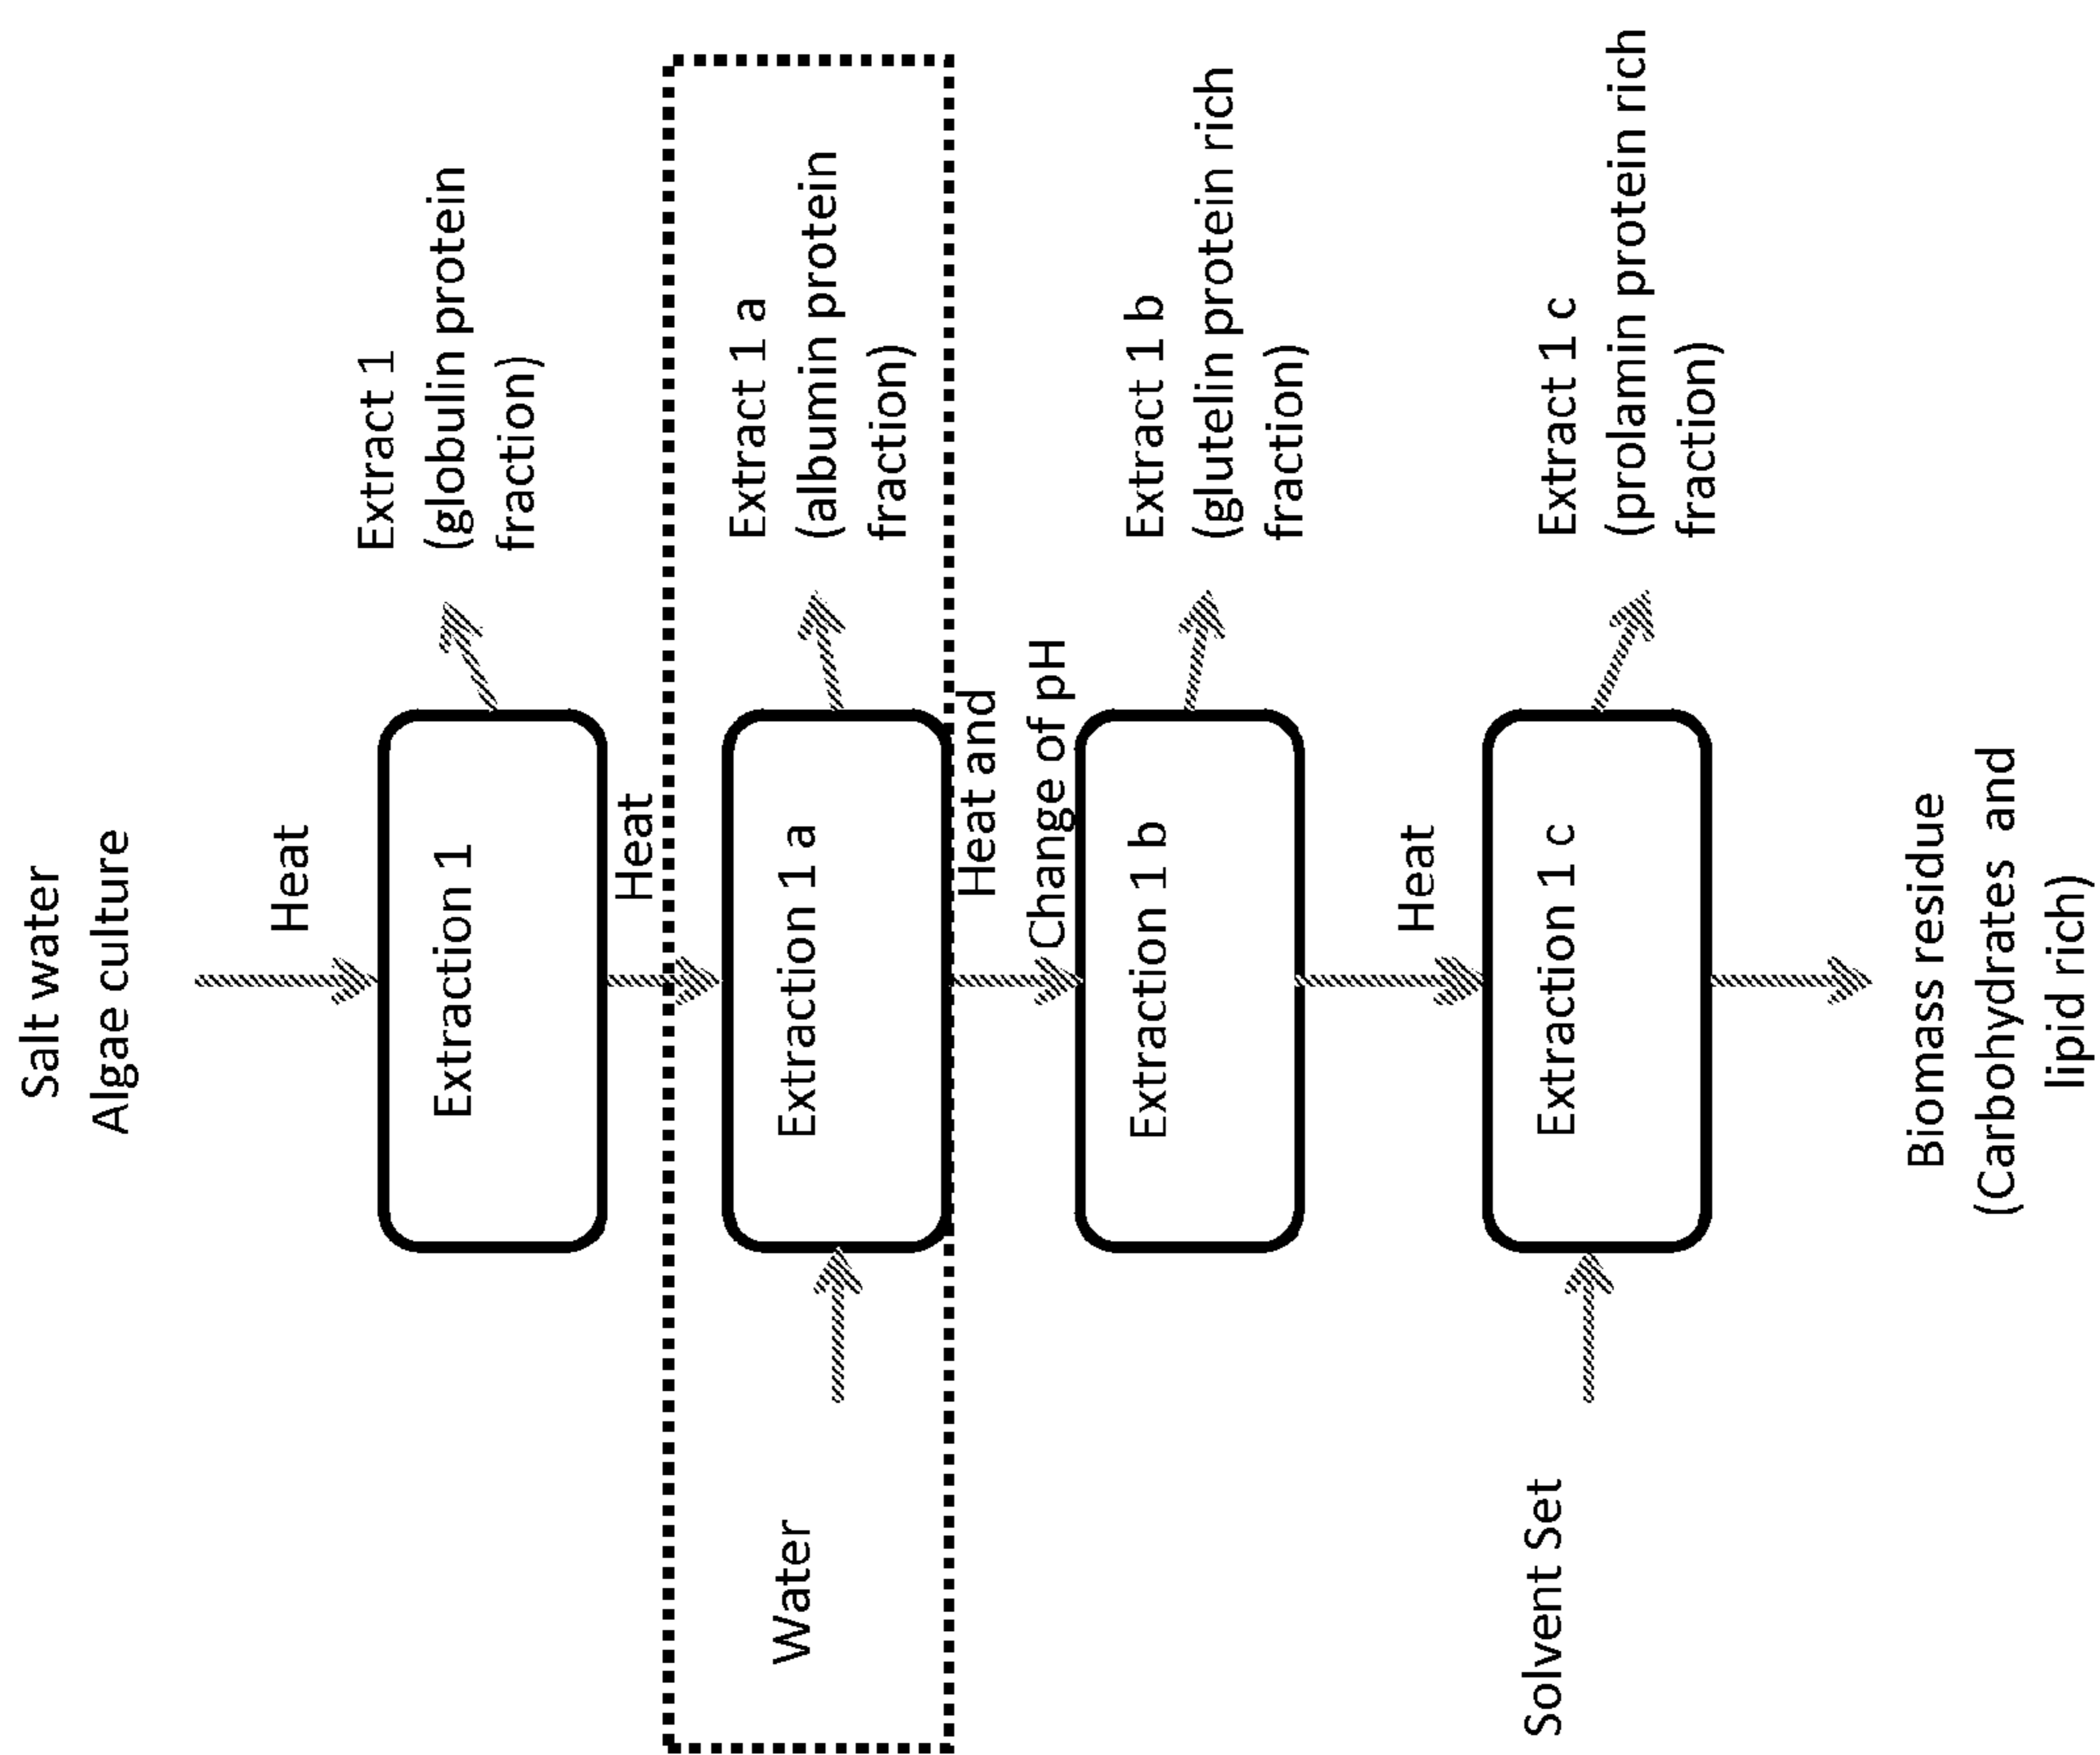 Salt water
Algae culture
Heat
Extraction 1
Extract 1
(globulin protein
fraction)
Heat
Water
Extraction 1 a
Extract 1 a
(albumin protein
fraction)
Heat and
Change of pH
Extraction 1 b
Extract 1 b
(glutelin protein rich
fraction)
Heat
Solvent Set
Extraction 1 c
Extract 1 c
(prolamin protein rich
fraction)
Biomass residue
(Carbohydrates and
lipid rich)